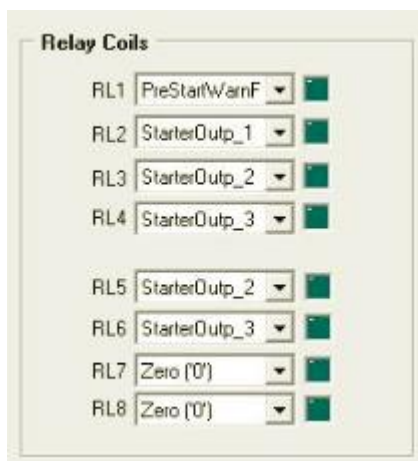 Relay Coils
RL1 PreStartWarnF
RL2 StarterOutp_1
RL3 StarterOutp_2
RL4 StarterOutp_3
RL5 StarterOutp_2
RL6 StarterOutp_3
RL7 Zero ('0')
RL8 Zero ('0')